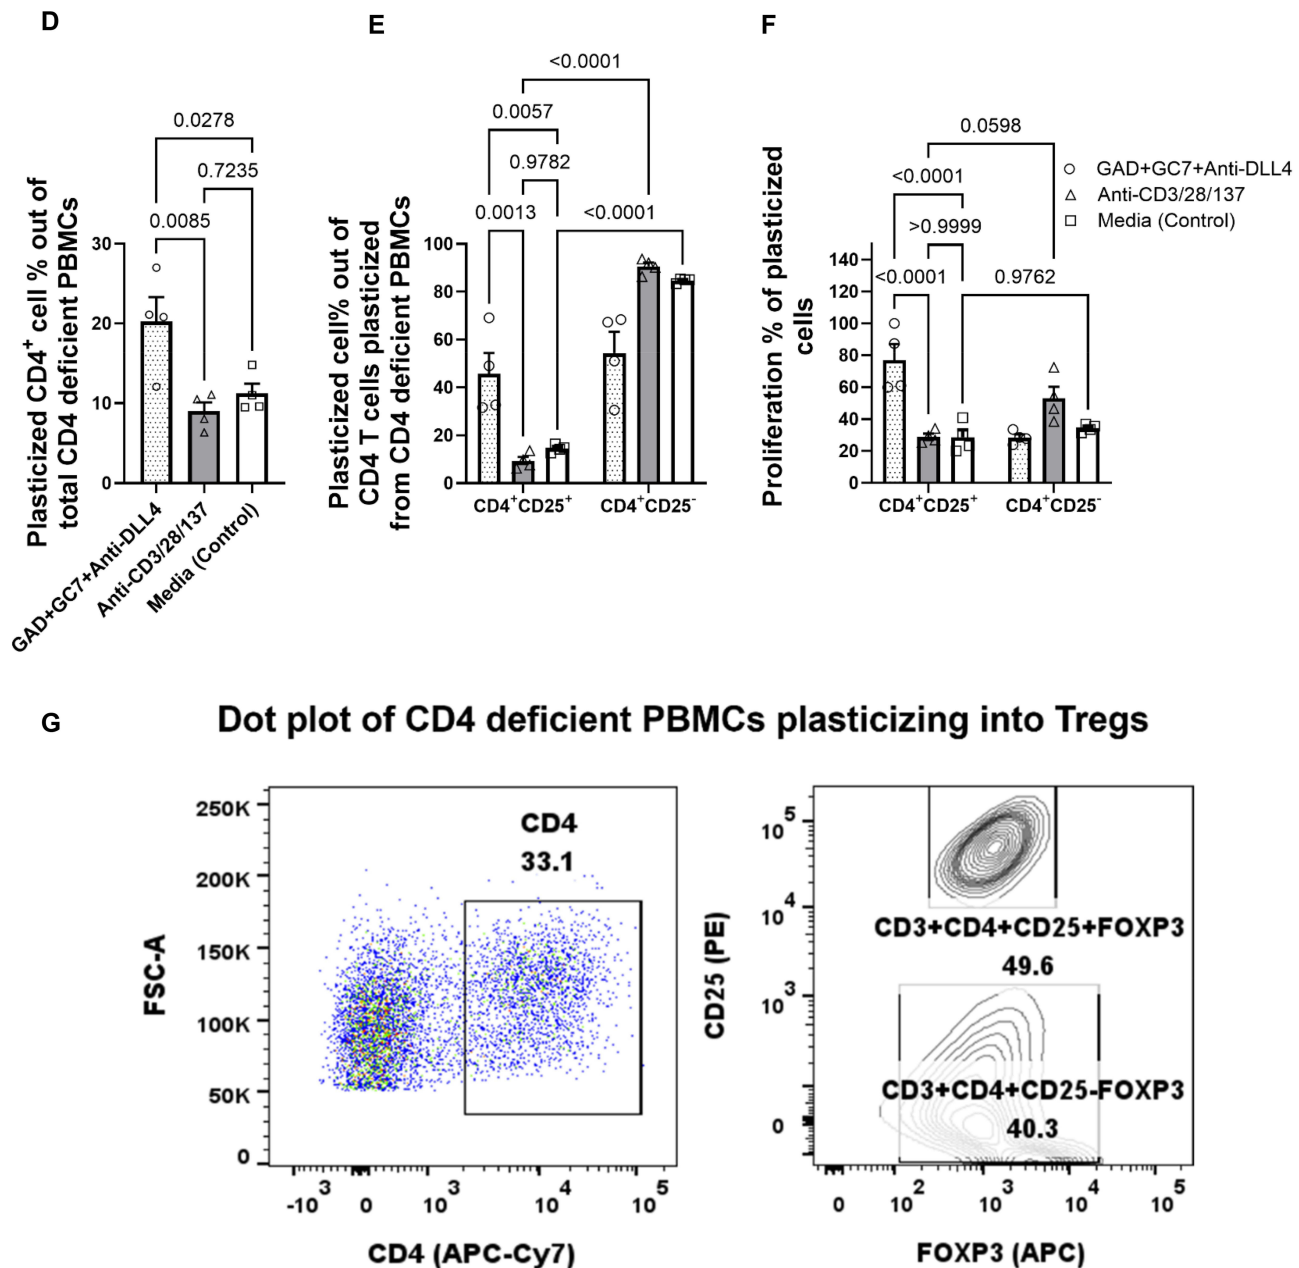 D
Plasticized CD4+ cell % out of
total CD4 deficient PBMCs
30
20
10
0
0.0278
0.7235
0.0085
GAD+GC7+Anti-DLL4
Anti-CD3/28/137
Media (Control)
E
Plasticized cell% out of
CD4 T cells plasticized
from CD4 deficient PBMCs
100
80
60
40
20
0
<0.0001
0.0057
0.9782
0.0013
<0.0001
CD4+CD25+
CD4+CD25-
F
Proliferation % of plasticized
cells
140
120
100
80
60
40
20
0
0.0598
<0.0001
>0.9999
<0.0001
0.9762
CD4+CD25+
CD4+CD25-
GAD+GC7+Anti-DLL4
Anti-CD3/28/137
Media (Control)
G
Dot plot of CD4 deficient PBMCs plasticizing into Tregs
FSC-A
250K
200K
150K
100K
50K
0
CD4
33.1
-10^3
0
10^3
10^4
10^5
CD4 (APC-Cy7)
CD25 (PE)
10^5
10^4
10^3
0
CD3+CD4+CD25+FOXP3
49.6
CD3+CD4+CD25-FOXP3
40.3
0
10^2
10^3
10^4
10^5
FOXP3 (APC)